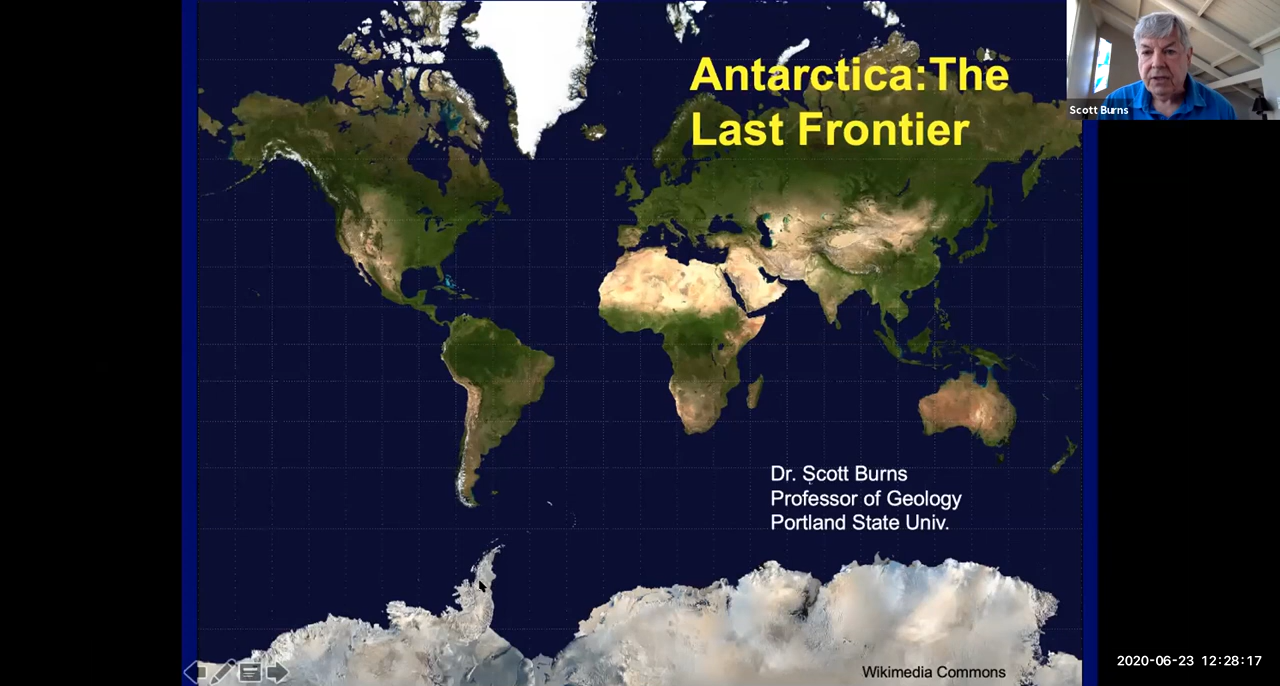 Antarctica:The
Last Frontier
Scott Burns
Dr. Scott Burns
Professor of Geology
Portland State Univ.
Wikimedia Commons
2020-06-23 12:28:17